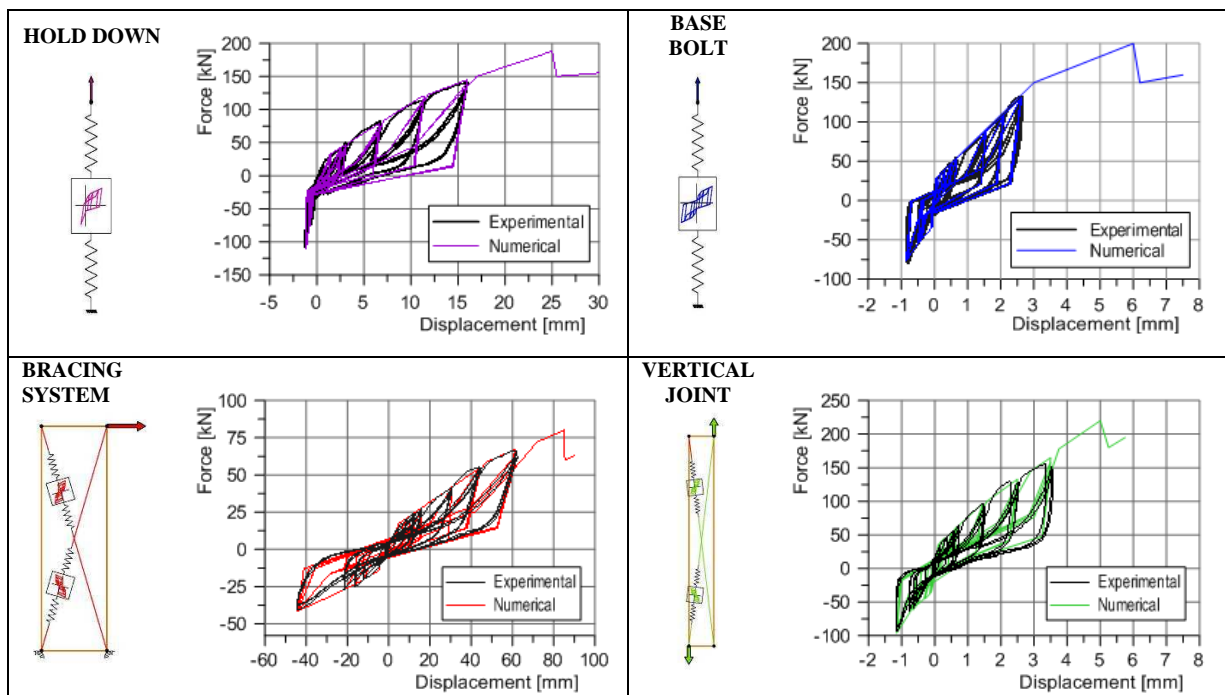 HOLD DOWN
Force [kN]
200
150
100
50
0
-50
-100
-150
Experimental
Numerical
-5 0 5 10 15 20 25 30
Displacement [mm]
BASE
BOLT
Force [kN]
200
150
100
50
0
-50
-100
Experimental
Numerical
-2 -1 0 1 2 3 4 5 6 7 8
Displacement [mm]
BRACING
SYSTEM
Force [kN]
100
75
50
25
0
-25
-50
Experimental
Numerical
-60 -40 -20 0 20 40 60 80 100
Displacement [mm]
VERTICAL
JOINT
Force [kN]
250
200
150
100
50
0
-50
-100
Experimental
Numerical
-2 -1 0 1 2 3 4 5 6 7 8
Displacement [mm]